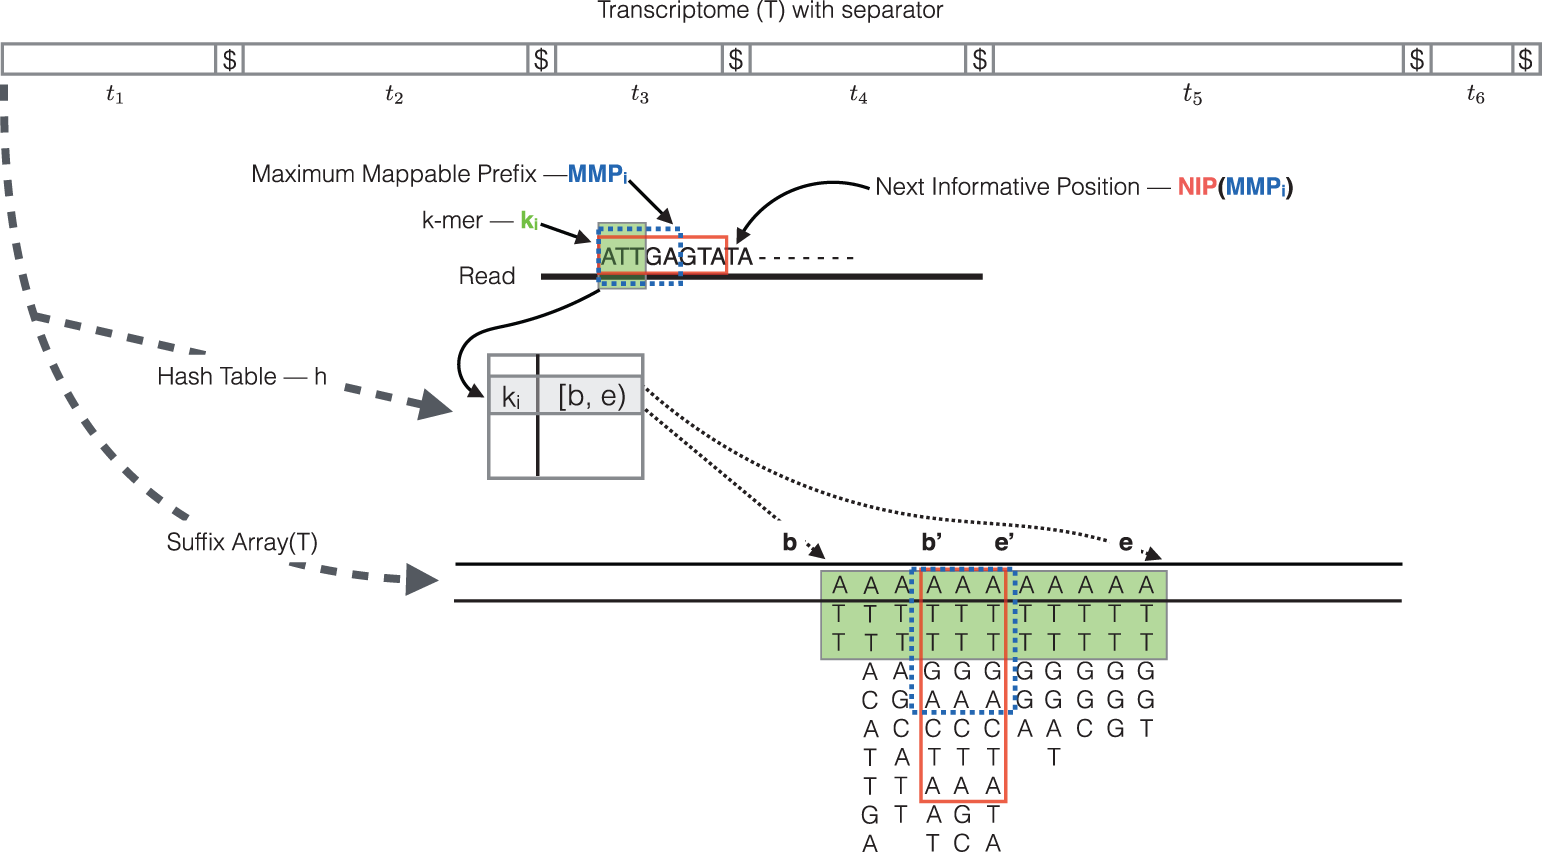 Transcriptome (T) with separator
$ $ $ $ $ $
t1 t2 t3 t4 t5 t6
Maximum Mappable Prefix —MMPi
Next Informative Position — NIP(MMPi)
k-mer — ki
ATTGAGTATA-------
Read
Hash Table — h
ki [b, e)
Suffix Array(T)
b b’ e’ e
A A A A A A A A A A A
T T T T T T T T T T T
T T T T T T T T T T T
A A G G G G G G G G
C G A A A G G G G G
A C C C C A A C G T
T A T T T T
T T A A A
G T A G T
A T C A